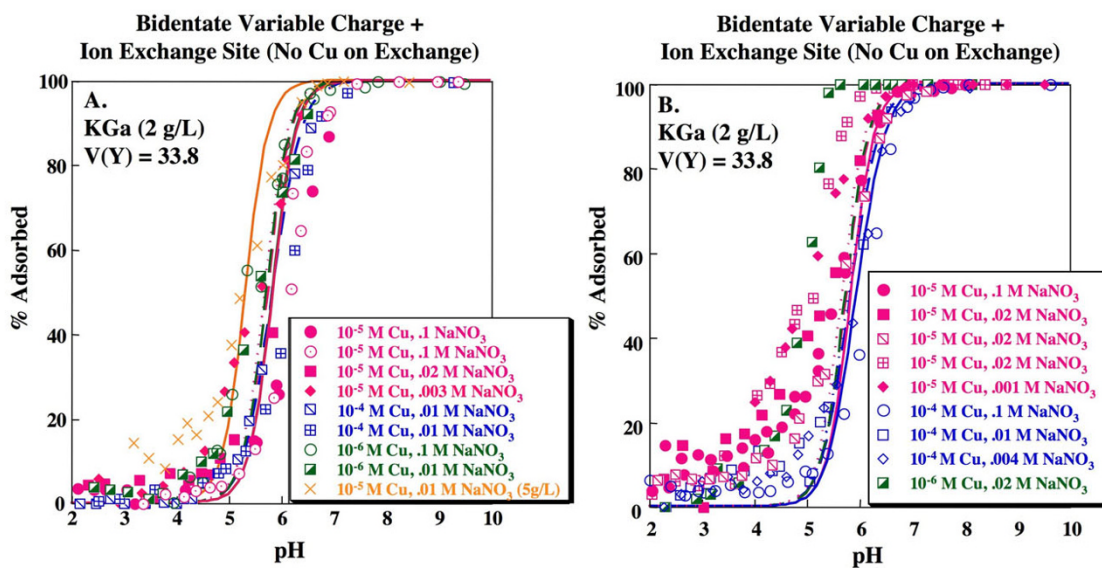 Bidentate Variable Charge +
Ion Exchange Site (No Cu on Exchange)
A.
KGa (2 g/L)
V(Y) = 33.8
% Adsorbed
100
80
60
40
20
0
2 3 4 5 6 7 8 9 10
pH
10⁻⁵ M Cu, .1 NaNO₃
10⁻⁵ M Cu, .1 M NaNO₃
10⁻⁵ M Cu, .02 M NaNO₃
10⁻⁵ M Cu, .003 M NaNO₃
10⁻⁴ M Cu, .01 M NaNO₃
10⁻⁴ M Cu, .01 M NaNO₃
10⁻⁶ M Cu, .1 M NaNO₃
10⁻⁶ M Cu, .01 M NaNO₃
10⁻⁵ M Cu, .01 M NaNO₃ (5g/L)
Bidentate Variable Charge +
Ion Exchange Site (No Cu on Exchange)
B.
KGa (2 g/L)
V(Y) = 33.8
% Adsorbed
100
80
60
40
20
0
2 3 4 5 6 7 8 9 10
pH
10⁻⁵ M Cu, .1 M NaNO₃
10⁻⁵ M Cu, .02 M NaNO₃
10⁻⁵ M Cu, .02 M NaNO₃
10⁻⁵ M Cu, .02 M NaNO₃
10⁻⁵ M Cu, .001 M NaNO₃
10⁻⁴ M Cu, .1 M NaNO₃
10⁻⁴ M Cu, .01 M NaNO₃
10⁻⁴ M Cu, .004 M NaNO₃
10⁻⁶ M Cu, .02 M NaNO₃